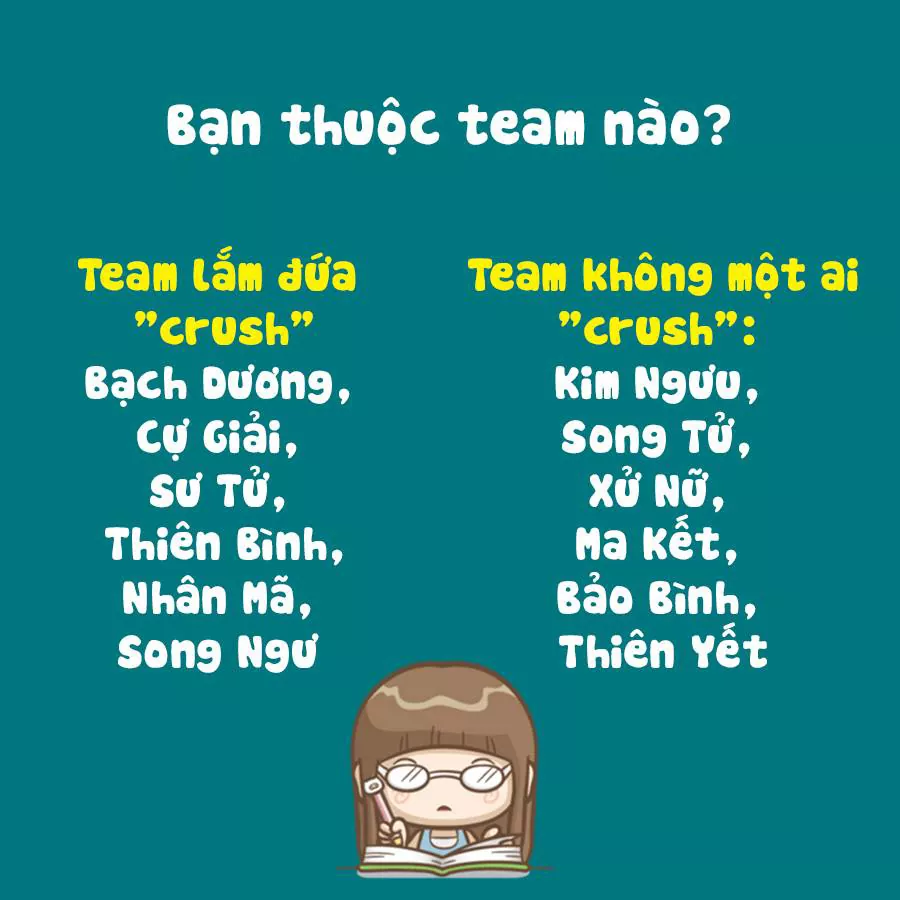 Bạn thuộc team nào?
Team lắm đứa
"crush"
Bạch Dương,
Cự Giải,
Sư Tử,
Thiên Bình,
Nhân Mã,
Song Ngư
Team không một ai
"crush":
Kim Ngưu,
Song Tử,
Xử Nữ,
Ma Kết,
Bảo Bình,
Thiên Yết